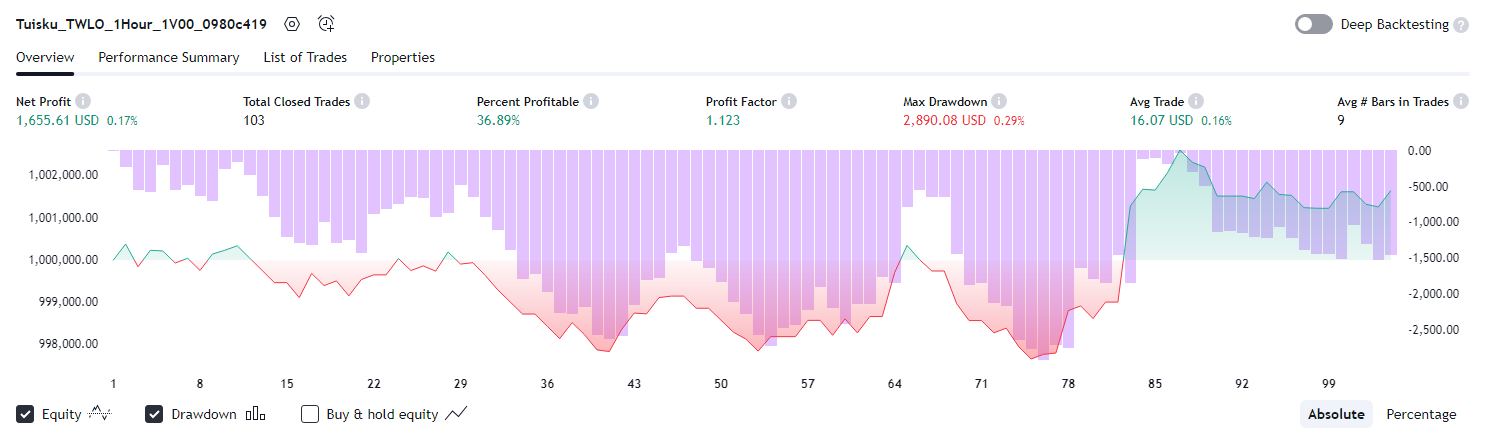 Tuisku_TWLO_1Hour_1V00_0980c419
Deep Backtesting ?
Overview Performance Summary List of Trades Properties
Net Profit i Total Closed Trades i Percent Profitable i Profit Factor i Max Drawdown i Avg Trade i Avg # Bars in Trades i
1,655.61 USD 0.17% 103 36.89% 1.123 2,890.08 USD 0.29% 16.07 USD 0.16% 9
0.00
1,002,000.00
-500.00
1,001,000.00
-1,000.00
1,000,000.00
-1,500.00
999,000.00
-2,000.00
-2,500.00
998,000.00
1 8 15 22 29 36 43 50 57 64 71 78 85 92 99
Equity Drawdown Buy & hold equity Absolute Percentage